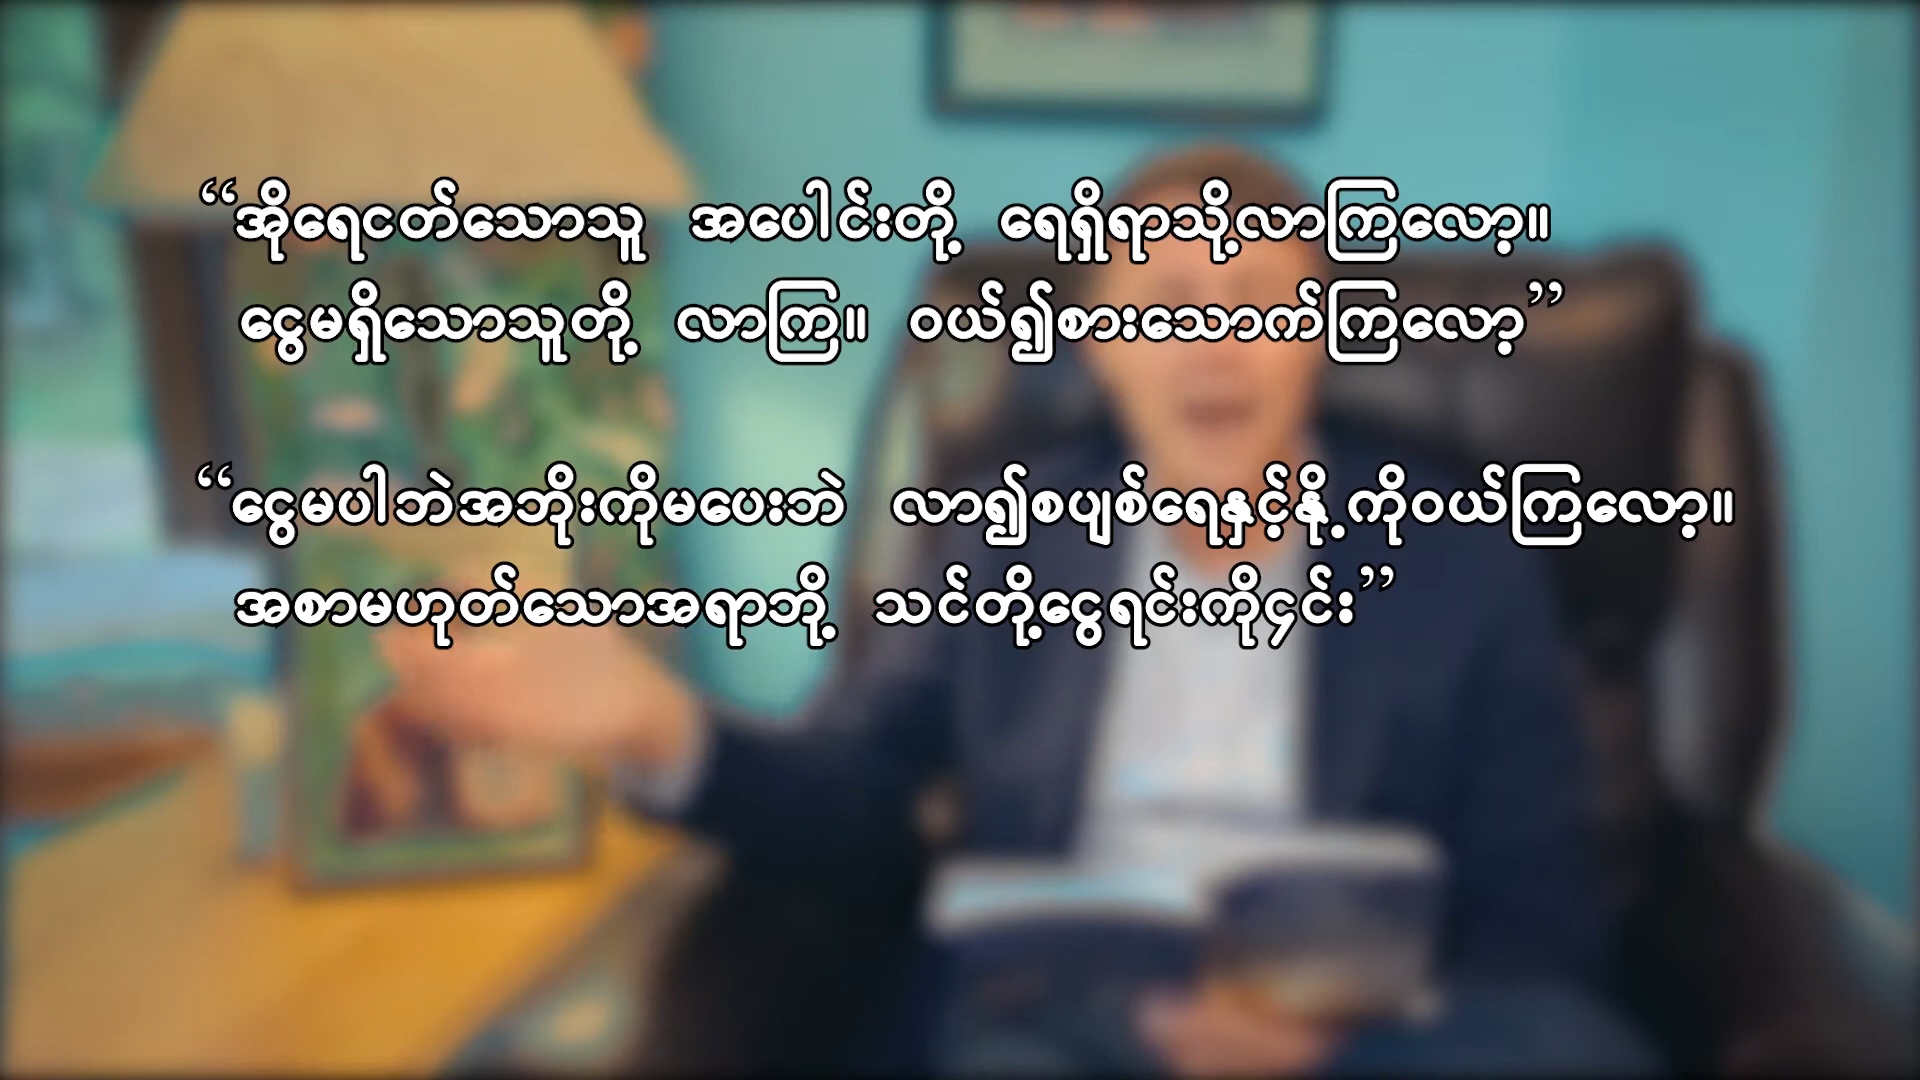 “အိုရေငတ်သောသူ အပေါင်းတို့ ရေရှိရာသို့လာကြလော့။
ငွေမရှိသောသူတို့ လာကြ။ ဝယ်၍စားသောက်ကြလော့”
“ငွေမပါဘဲအဘိုးကိုမပေးဘဲ လာ၍စပျစ်ရေနှင့်နို့ကိုဝယ်ကြလော့။
အစာမဟုတ်သောအရာဘို့ သင်တို့ငွေရင်းကို၄င်း”